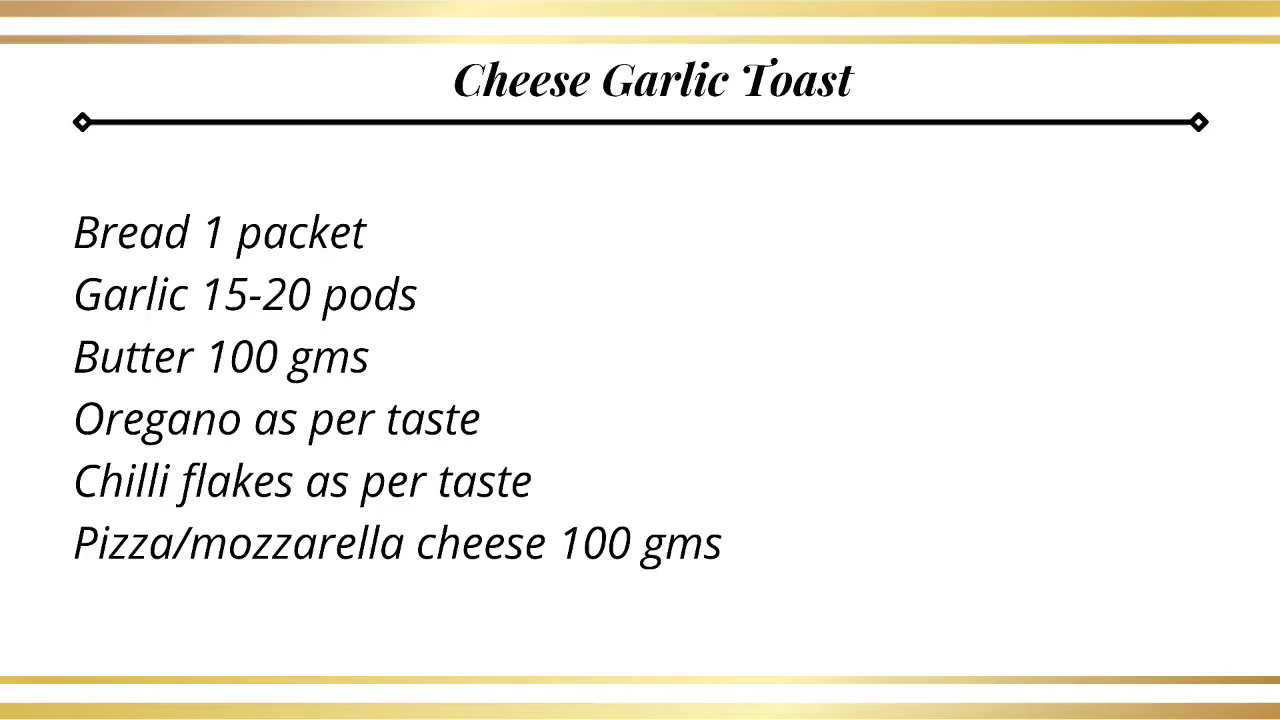 Cheese Garlic Toast
Bread 1 packet
Garlic 15-20 pods
Butter 100 gms
Oregano as per taste
Chilli flakes as per taste
Pizza/mozzarella cheese 100 gms